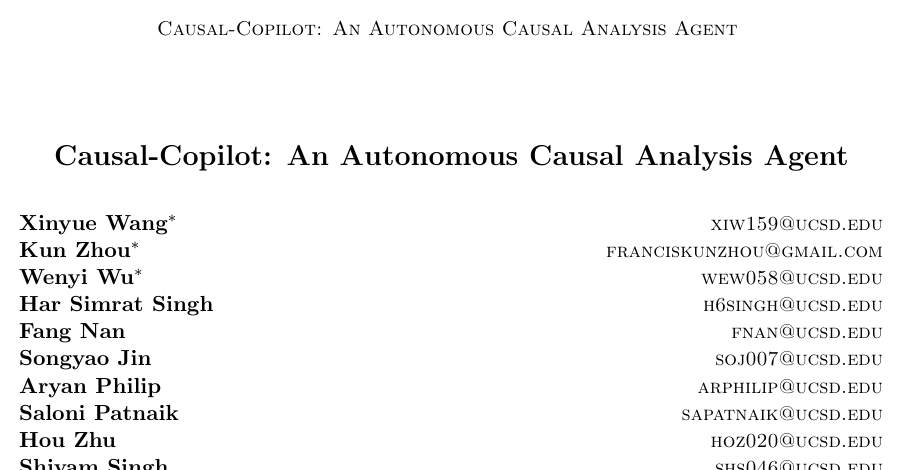 Causal-Copilot: An Autonomous Causal Analysis Agent
Causal-Copilot: An Autonomous Causal Analysis Agent
Xinyue Wang* xiw159@ucsd.edu
Kun Zhou* franciskunzhou@gmail.com
Wenyi Wu* wew058@ucsd.edu
Har Simrat Singh h6singh@ucsd.edu
Fang Nan fnan@ucsd.edu
Songyao Jin soj007@ucsd.edu
Aryan Philip arphilip@ucsd.edu
Saloni Patnaik sapatnaik@ucsd.edu
Hou Zhu hoz020@ucsd.edu
Shivam Singh shs046@ucsd.edu